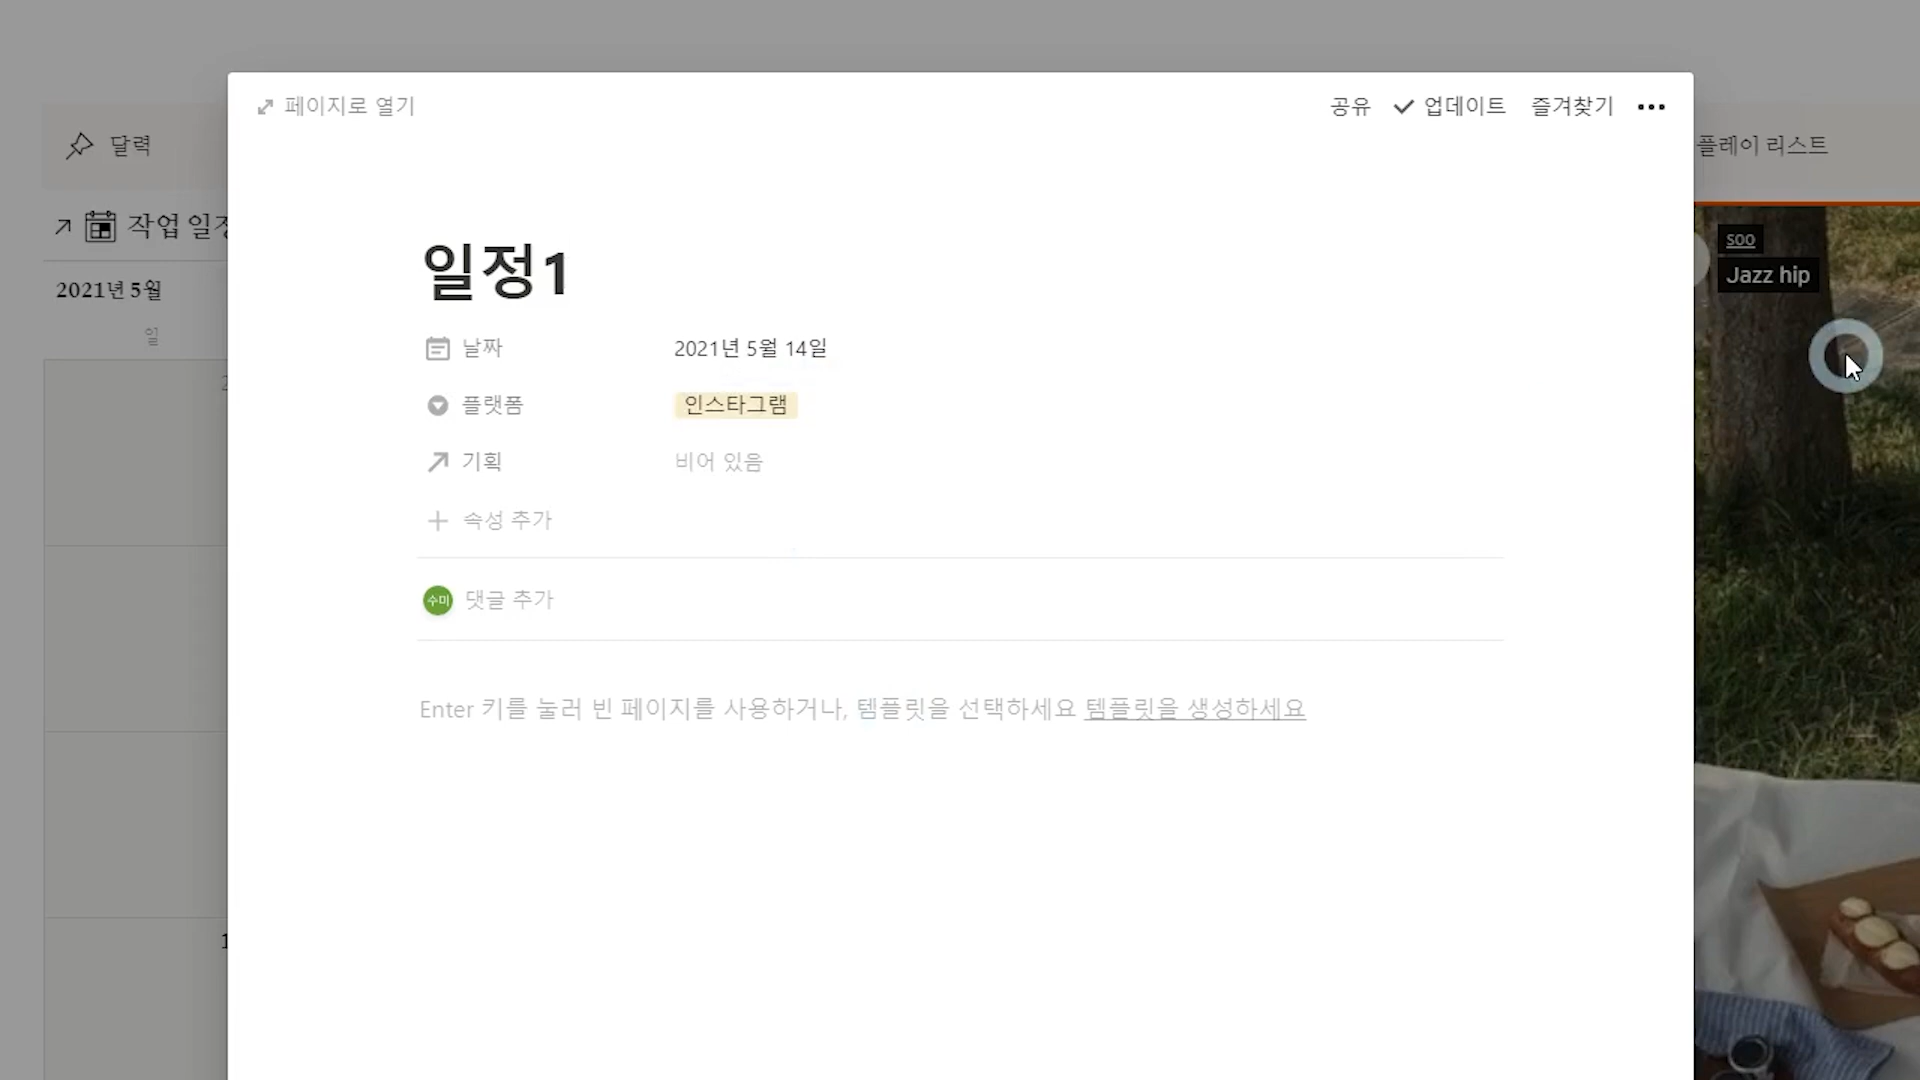 페이지로 열기
공유 업데이트 즐겨찾기
달력
플레이 리스트
작업 일정
2021년 5월
일
soo
Jazz hip
일정1
날짜 2021년 5월 14일
플랫폼 인스타그램
기획 비어 있음
속성 추가
수미 댓글 추가
Enter 키를 눌러 빈 페이지를 사용하거나, 템플릿을 선택하세요 템플릿을 생성하세요